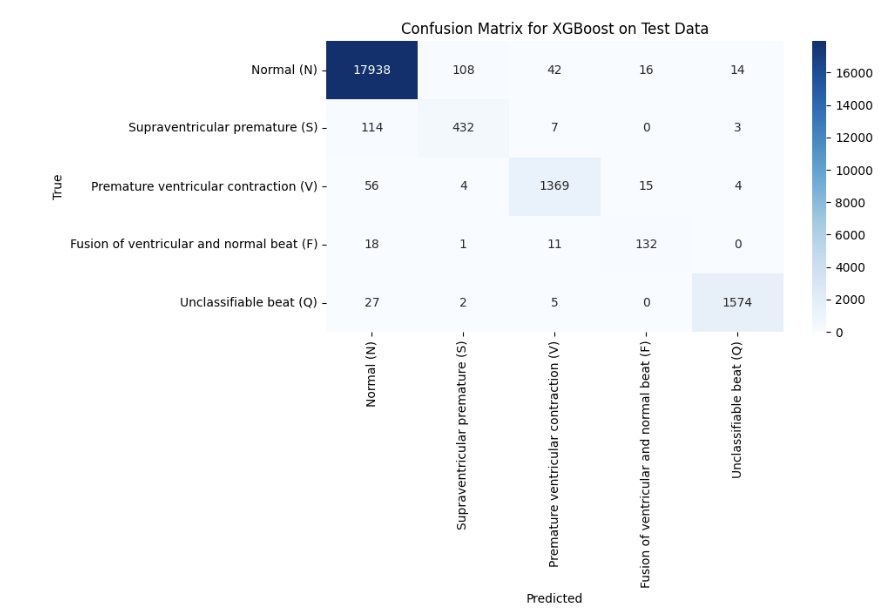 Confusion Matrix for XGBoost on Test Data
Normal (N) 17938 108 42 16 14
Supraventricular premature (S) 114 432 7 0 3
Premature ventricular contraction (V) 56 4 1369 15 4
Fusion of ventricular and normal beat (F) 18 1 11 132 0
Unclassifiable beat (Q) 27 2 5 0 1574
True
Normal (N)
Supraventricular premature (S)
Premature ventricular contraction (V)
Fusion of ventricular and normal beat (F)
Unclassifiable beat (Q)
Predicted
16000
14000
12000
10000
8000
6000
4000
2000
0